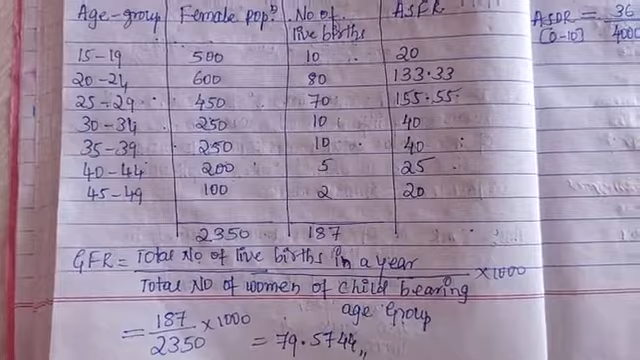 Age-group Female popⁿ No of live births ASFR
15-19 500 10 20
20-24 600 80 133.33
25-29 450 70 155.55
30-34 250 10 40
35-39 250 10 40
40-44 200 5 25
45-49 100 2 20
2350 187
GFR = Total No of live births in a year / Total No of women of child bearing age group × 1000
= 187/2350 × 1000 = 79.5744,,
ASDR = 36/4000
[0-10]